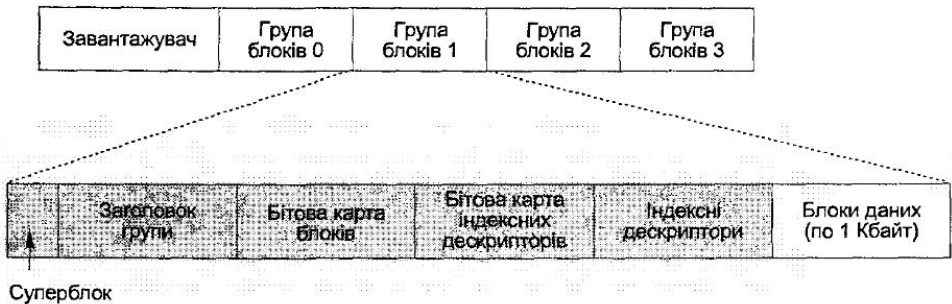 Завантажувач
Група
блоків 0
Група
блоків 1
Група
блоків 2
Група
блоків 3
Заголовок
групи
Бітова карта
блоків
Бітова карта
індексних
дескрипторів
Індексні
дескриптори
Блоки даних
(по 1 Кбайт)
Суперблок